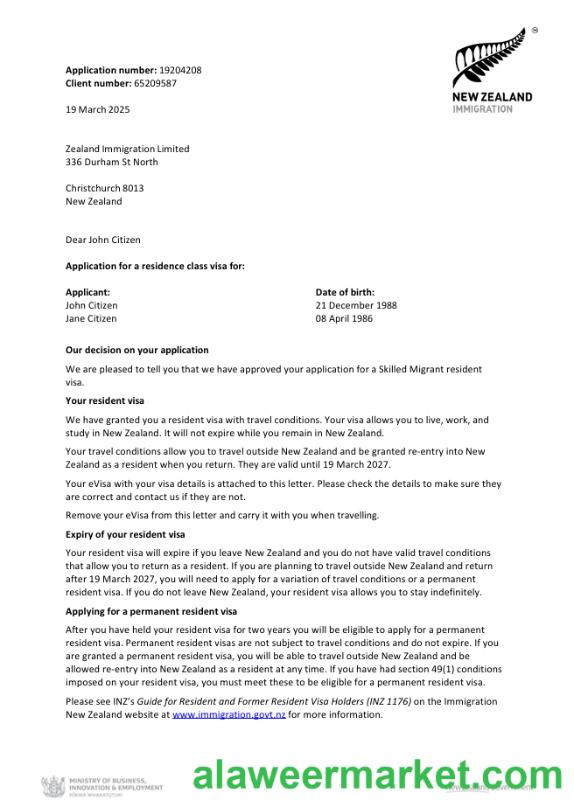 ®
NEW ZEALAND
IMMIGRATION
Application number: 19204208
Client number: 65209587
19 March 2025
Zealand Immigration Limited
336 Durham St North
Christchurch 8013
New Zealand
Dear John Citizen
Application for a residence class visa for:
Applicant: Date of birth:
John Citizen 21 December 1988
Jane Citizen 08 April 1986
Our decision on your application
We are pleased to tell you that we have approved your application for a Skilled Migrant resident
visa.
Your resident visa
We have granted you a resident visa with travel conditions. Your visa allows you to live, work, and
study in New Zealand. It will not expire while you remain in New Zealand.
Your travel conditions allow you to travel outside New Zealand and be granted re-entry into New
Zealand as a resident when you return. They are valid until 19 March 2027.
Your eVisa with your visa details is attached to this letter. Please check the details to make sure they
are correct and contact us if they are not.
Remove your eVisa from this letter and carry it with you when travelling.
Expiry of your resident visa
Your resident visa will expire if you leave New Zealand and you do not have valid travel conditions
that allow you to return as a resident. If you are planning to travel outside New Zealand and return
after 19 March 2027, you will need to apply for a variation of travel conditions or a permanent
resident visa. If you do not leave New Zealand, your resident visa allows you to stay indefinitely.
Applying for a permanent resident visa
After you have held your resident visa for two years you will be eligible to apply for a permanent
resident visa. Permanent resident visas are not subject to travel conditions and do not expire. If you
are granted a permanent resident visa, you will be able to travel outside New Zealand and be
allowed re-entry into New Zealand as a resident at any time. If you have had section 49(1) conditions
imposed on your resident visa, you must meet these to be eligible for a permanent resident visa.
Please see INZ's Guide for Resident and Former Resident Visa Holders (INZ 1176) on the Immigration
New Zealand website at www.immigration.govt.nz for more information.
MINISTRY OF BUSINESS,
INNOVATION & EMPLOYMENT
HĪKINA WHAKATUTUKI
alaweermarket.com